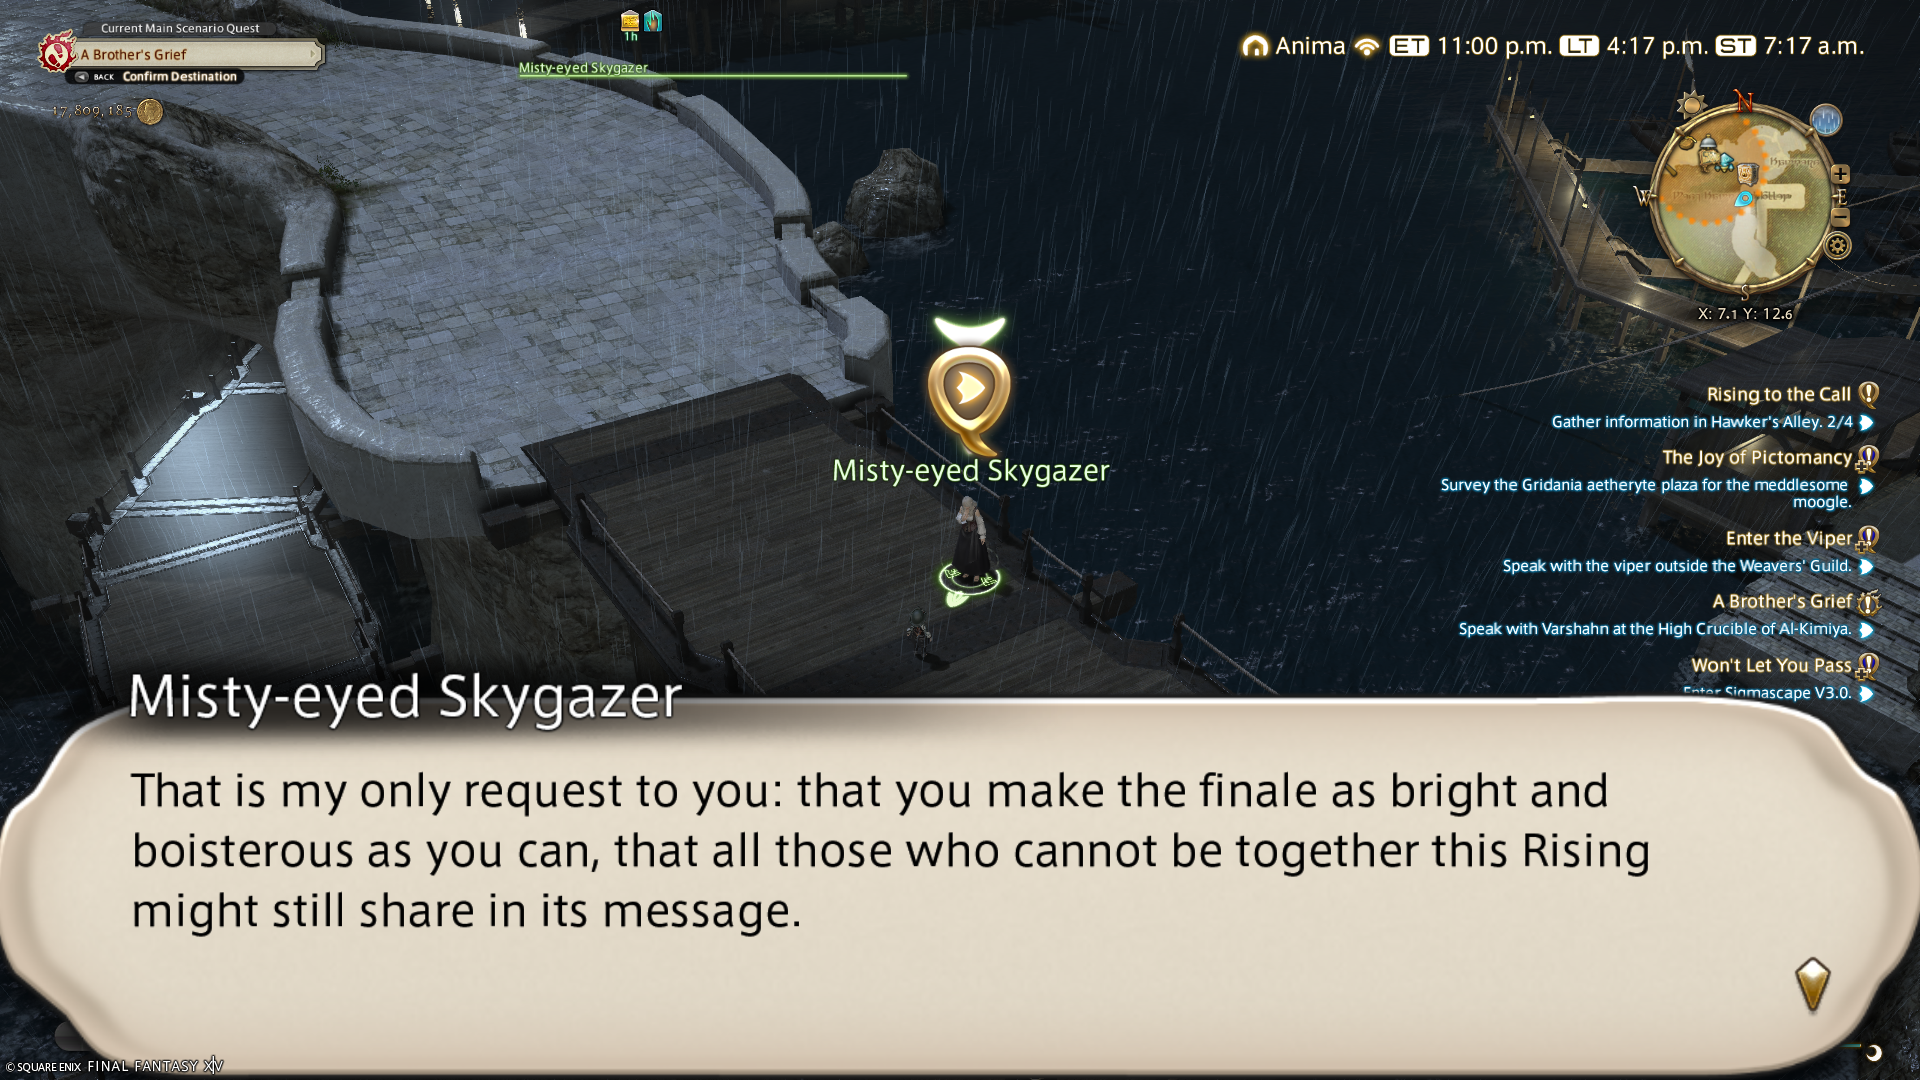 Current Main Scenario Quest
A Brother's Grief
BACK Confirm Destination
17,809,185
1h
Misty-eyed Skygazer
Anima ET 11:00 p.m. LT 4:17 p.m. ST 7:17 a.m.
N
W
E
S
X: 7.1 Y: 12.6
Rising to the Call
Gather information in Hawker's Alley. 2/4
The Joy of Pictomancy
Survey the Gridania aetheryte plaza for the meddlesome
moogle.
Enter the Viper
Speak with the viper outside the Weavers' Guild.
A Brother's Grief
Speak with Varshahn at the High Crucible of Al-Kimiya.
Won't Let You Pass
Enter Sigmascape V3.0.
Misty-eyed Skygazer
Misty-eyed Skygazer
That is my only request to you: that you make the finale as bright and
boisterous as you can, that all those who cannot be together this Rising
might still share in its message.
© SQUARE ENIX FINAL FANTASY XIV